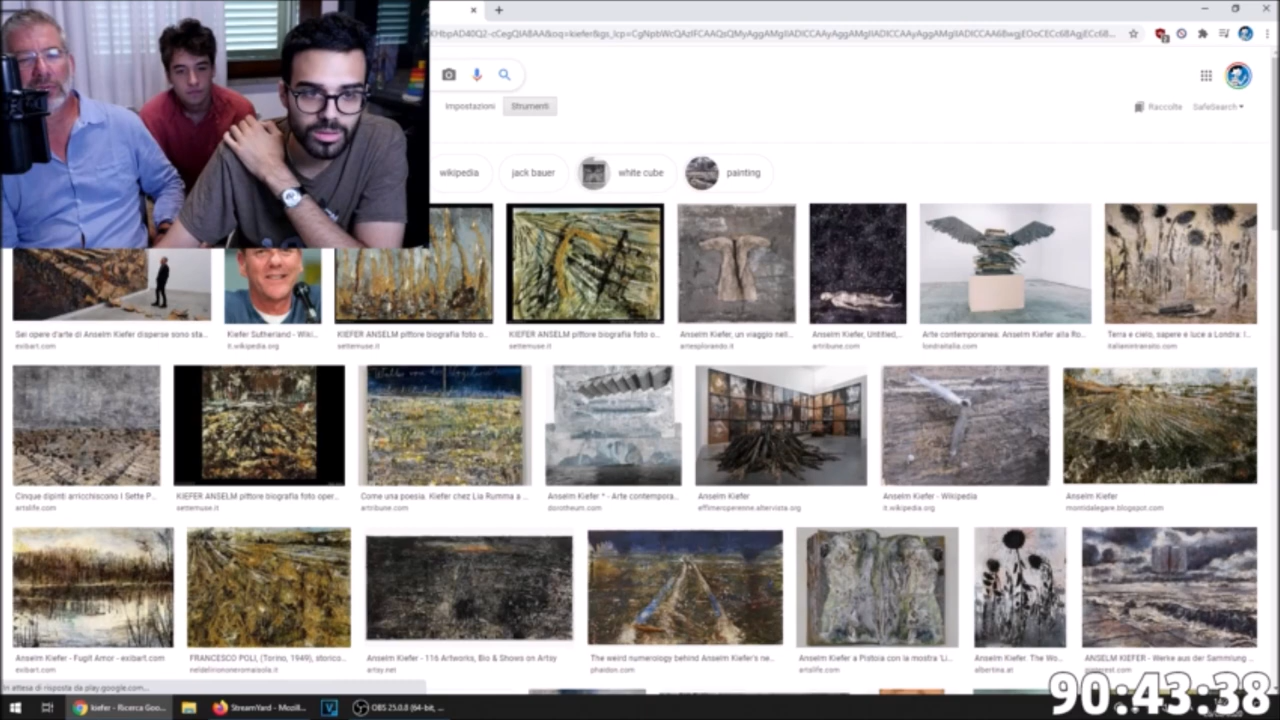 Impostazioni Strumenti
Raccolte SafeSearch
wikipedia jack bauer white cube painting
Sei opere d'arte di Anselm Kiefer disperse sono sta...
exibart.com
Kiefer Sutherland - Wiki...
it.wikipedia.org
KIEFER ANSELM pittore biografia foto o...
settemuse.it
KIEFER ANSELM pittore biografia foto o...
settemuse.it
Anselm Kiefer, un viaggio nell...
artesplorando.it
Anselm Kiefer, Untitled,...
artribune.com
Arte contemporanea: Anselm Kiefer alla Ro...
londraitalia.com
Terra e cielo, sapere e luce a Londra: l...
italianintransito.com
Cinque dipinti arricchiscono I Sette P...
artslife.com
KIEFER ANSELM pittore biografia foto oper...
settemuse.it
Come una poesia. Kiefer chez Lia Rumma a ...
artribune.com
Anselm Kiefer * - Arte contempora...
dorotheum.com
Anselm Kiefer
effimeroperenne.altervista.org
Anselm Kiefer - Wikipedia
it.wikipedia.org
Anselm Kiefer
Anselm Kiefer - Fugit Amor - exibart.com
exibart.com
FRANCESCO POLI, (Torino, 1949), storico...
Anselm Kiefer - 116 Artworks, Bio & Shows on Artsy
artsy.net
The weird numerology behind Anselm Kiefer's ne...
phaidon.com
Anselm Kiefer a Pistoia con la mostra 'Li...
artslife.com
Anselm Kiefer. The Wo...
albertina.at
ANSELM KIEFER - Werke aus der Sammlung ...
In attesa di risposta da play.google.com...
kiefer - Ricerca Goo...
StreamYard - Mozill...
OBS 25.0.8 (64-bit, ...
90:43:38